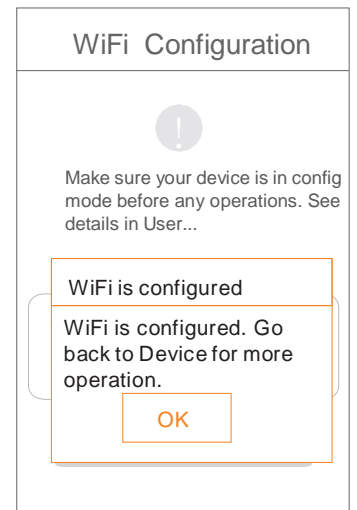 WiFi Configuration
!
Make sure your device is in config
mode before any operations. See
details in User...
WiFi is configured
WiFi is configured. Go
back to Device for more
operation.
OK